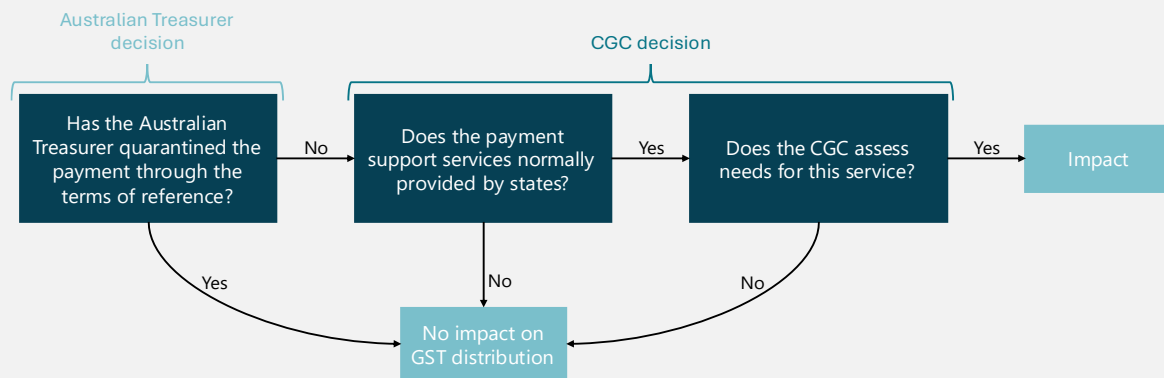 Australian Treasurer
decision
CGC decision
Has the Australian
Treasurer quarantined the
payment through the
terms of reference?
No
Does the payment
support services normally
provided by states?
Yes
Does the CGC assess
needs for this service?
Yes
Impact
Yes
No
No
No impact on
GST distribution